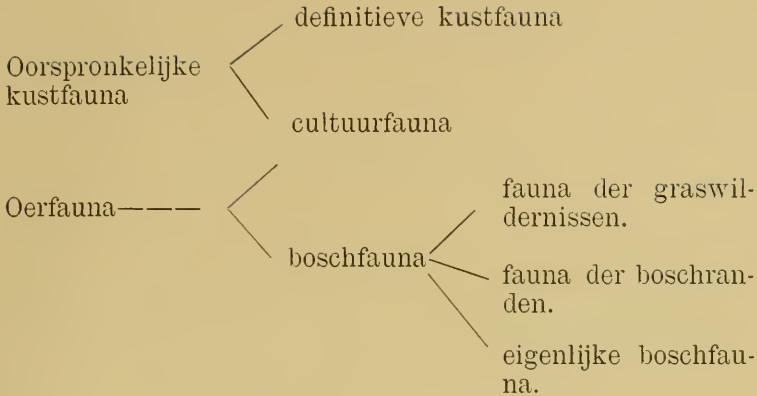 definitieve kustfauna
Oorspronkelijke
kustfauna
cultuurfauna
Oerfauna———
boschfauna
fauna der graswil-
dernissen.
fauna der boschran-
den.
eigenlijke boschfau-
na.